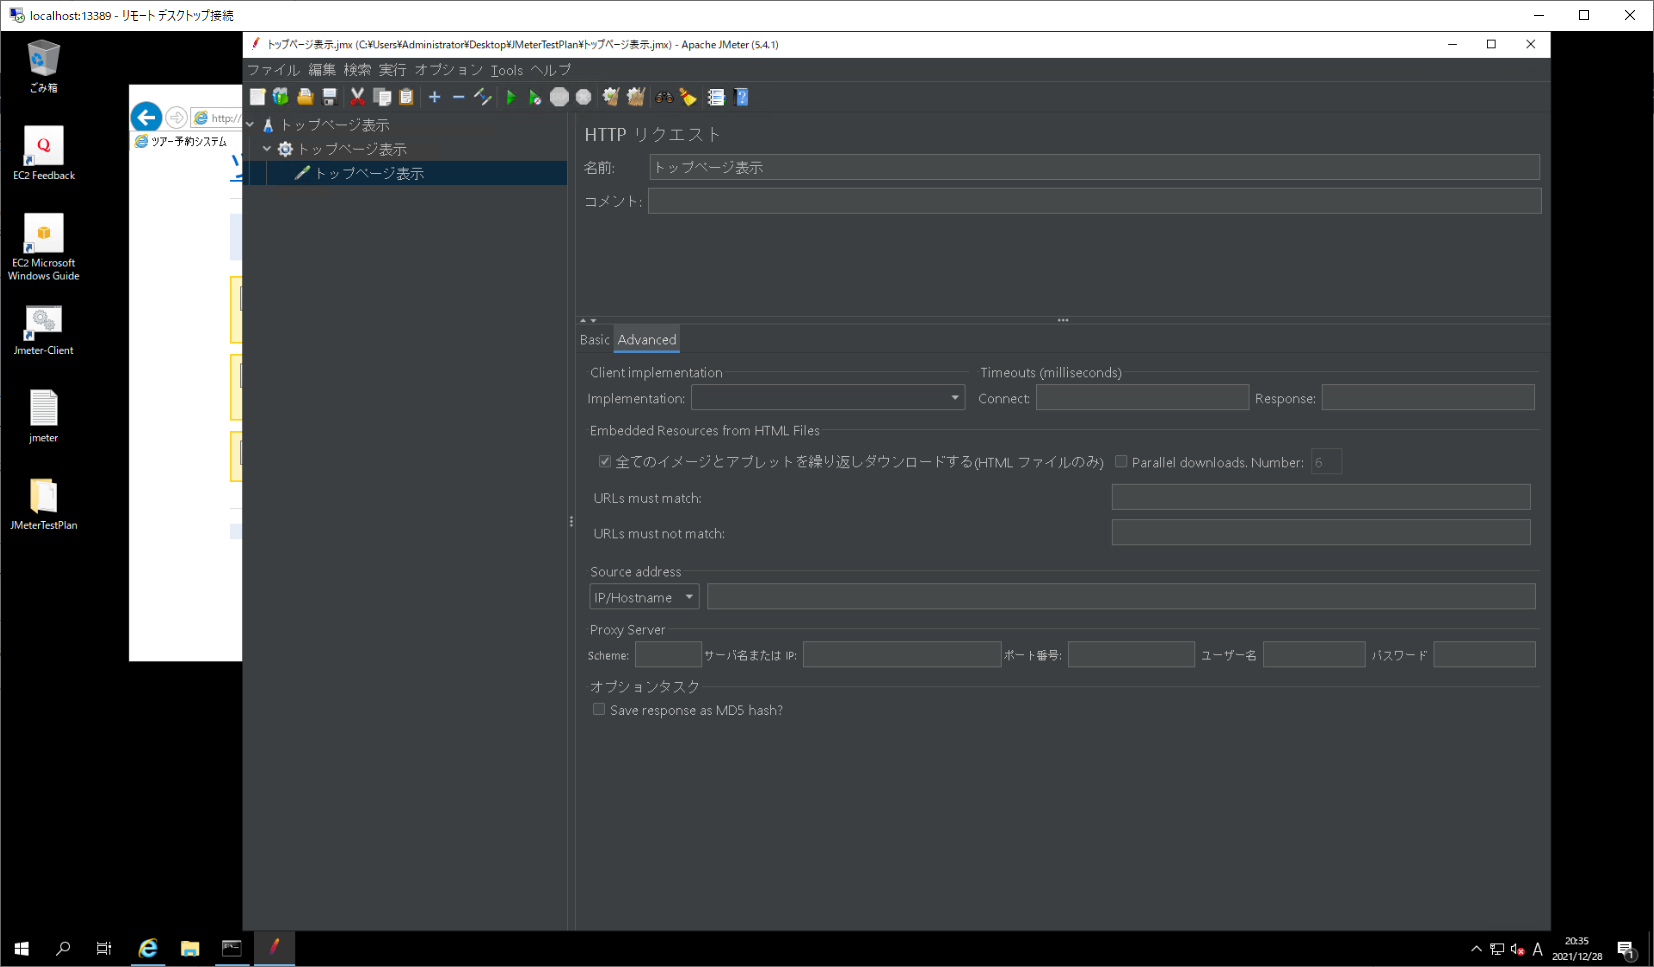 localhost:13389 - リモート デスクトップ接続
ごみ箱
EC2 Feedback
EC2 Microsoft
Windows Guide
Jmeter-Client
jmeter
JMeterTestPlan
http://
ツアー予約システム
トップページ表示.jmx (C:¥Users¥Administrator¥Desktop¥JMeterTestPlan¥トップページ表示.jmx) - Apache JMeter (5.4.1)
ファイル 編集 検索 実行 オプション Tools ヘルプ
トップページ表示
トップページ表示
トップページ表示
HTTP リクエスト
名前: トップページ表示
コメント:
Basic Advanced
Client implementation
Timeouts (milliseconds)
Implementation:
Connect: Response:
Embedded Resources from HTML Files
全てのイメージとアプレットを繰り返しダウンロードする(HTML ファイルのみ) Parallel downloads. Number: 6
URLs must match:
URLs must not match:
Source address
IP/Hostname
Proxy Server
Scheme: サーバ名または IP: ポート番号: ユーザー名 パスワード
オプションタスク
Save response as MD5 hash?
A
20:35
2021/12/28
1